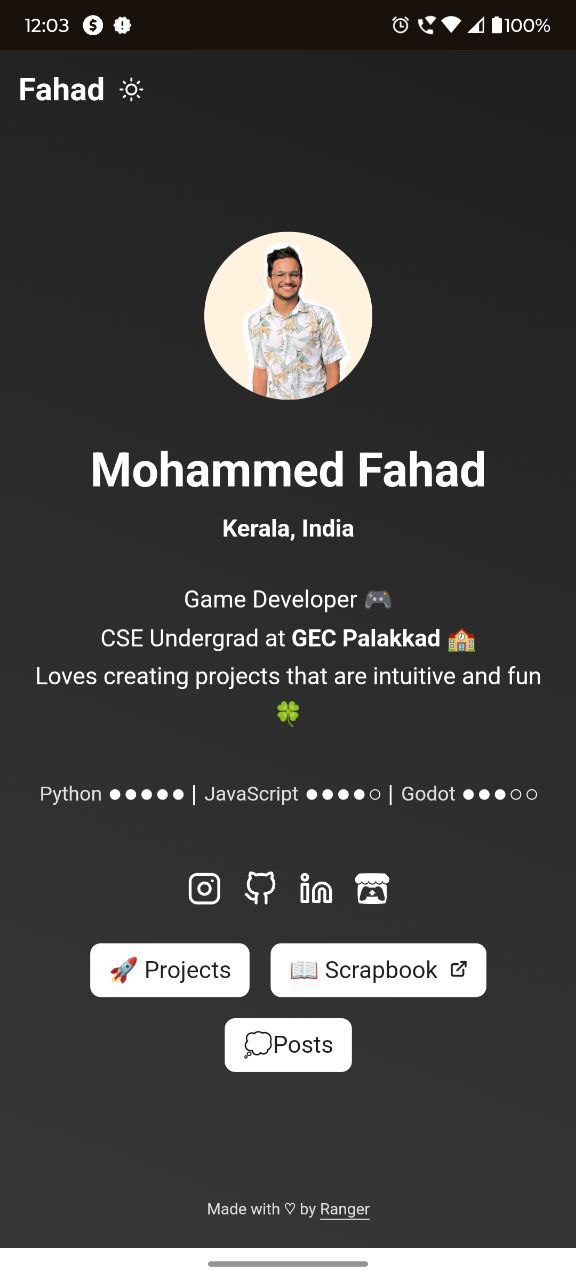 12:03 100%
Fahad
Mohammed Fahad
Kerala, India
Game Developer 🎮
CSE Undergrad at GEC Palakkad 🏫
Loves creating projects that are intuitive and fun
🍀
Python ●●●●● | JavaScript ●●●●○ | Godot ●●●○○
🚀 Projects 📖 Scrapbook
💭Posts
Made with ♡ by Ranger